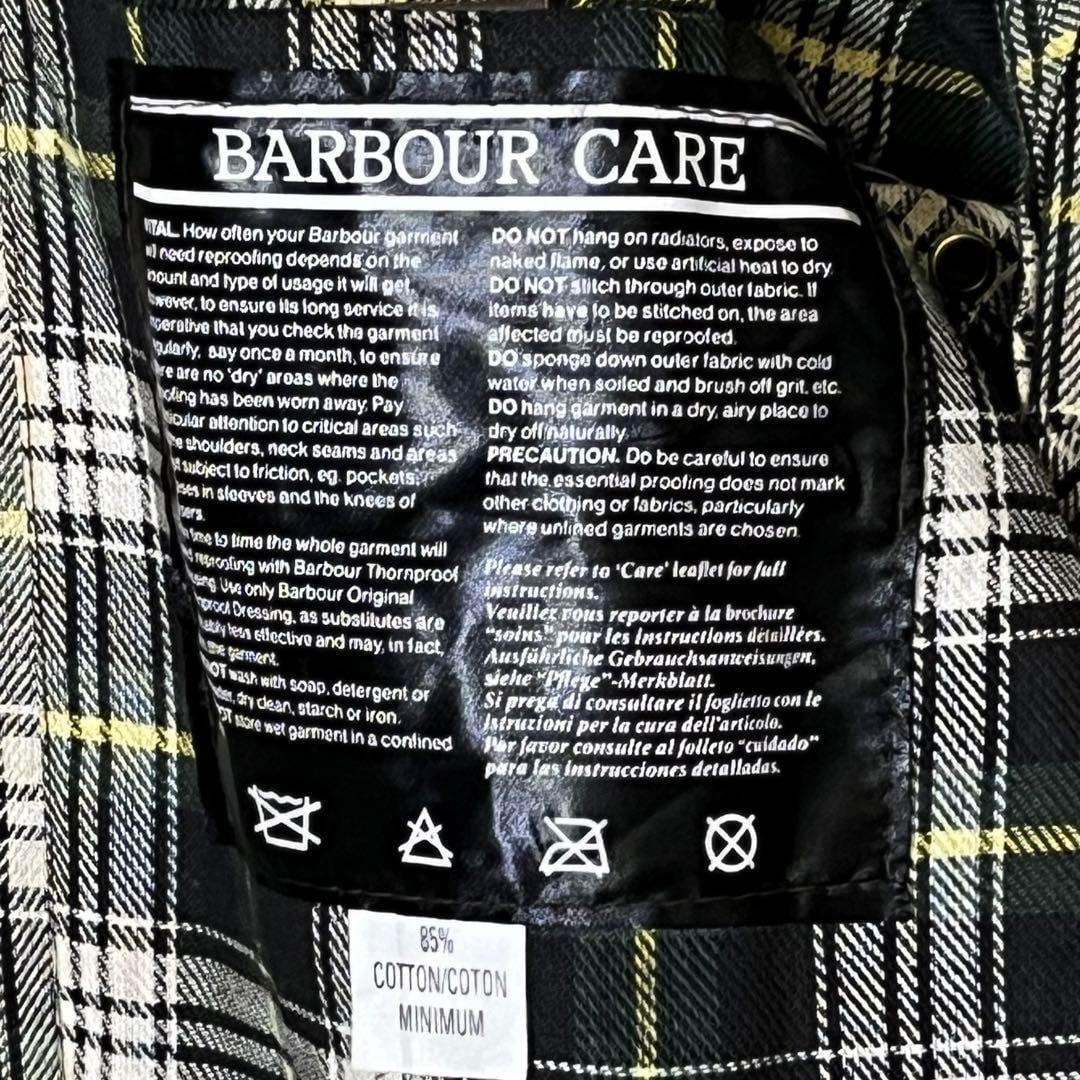 BARBOUR CARE
How often your Barbour garment
need reproofing depends on the
and type of usage it will get,
to ensure its long service it is
that you check the garment
say once a month, to ensure
are no 'dry' areas where the
has been worn away. Pay
attention to critical areas such
shoulders, neck seams and areas
subject to friction, eg. pockets,
in sleeves and the knees of
to time the whole garment will
with Barbour Thornproof
Use only Barbour Original
Dressing, as substitutes are
less effective and may, in fact,
garment.
wash with soap, detergent or
dry clean, starch or iron.
store wet garment in a confined
DO NOT hang on radiators, expose to
naked flame, or use artificial heat to dry.
DO NOT stitch through outer fabric. If
items have to be stitched on, the area
affected must be reproofed.
DO sponge down outer fabric with cold
water when soiled and brush off grit, etc.
DO hang garment in a dry, airy place to
dry off naturally.
PRECAUTION. Do be careful to ensure
that the essential proofing does not mark
other clothing or fabrics, particularly
where unlined garments are chosen.
Please refer to 'Care' leaflet for full
instructions.
Veuillez vous reporter à la brochure
"soins" pour les instructions détaillées.
Ausführliche Gebrauchsanweisungen,
siehe "Pflege"-Merkblatt.
Si prega di consultare il foglietto con le
istruzioni per la cura dell'articolo.
Por favor consulte al folleto "cuidado"
para las instrucciones detalladas.
85%
COTTON/COTON
MINIMUM